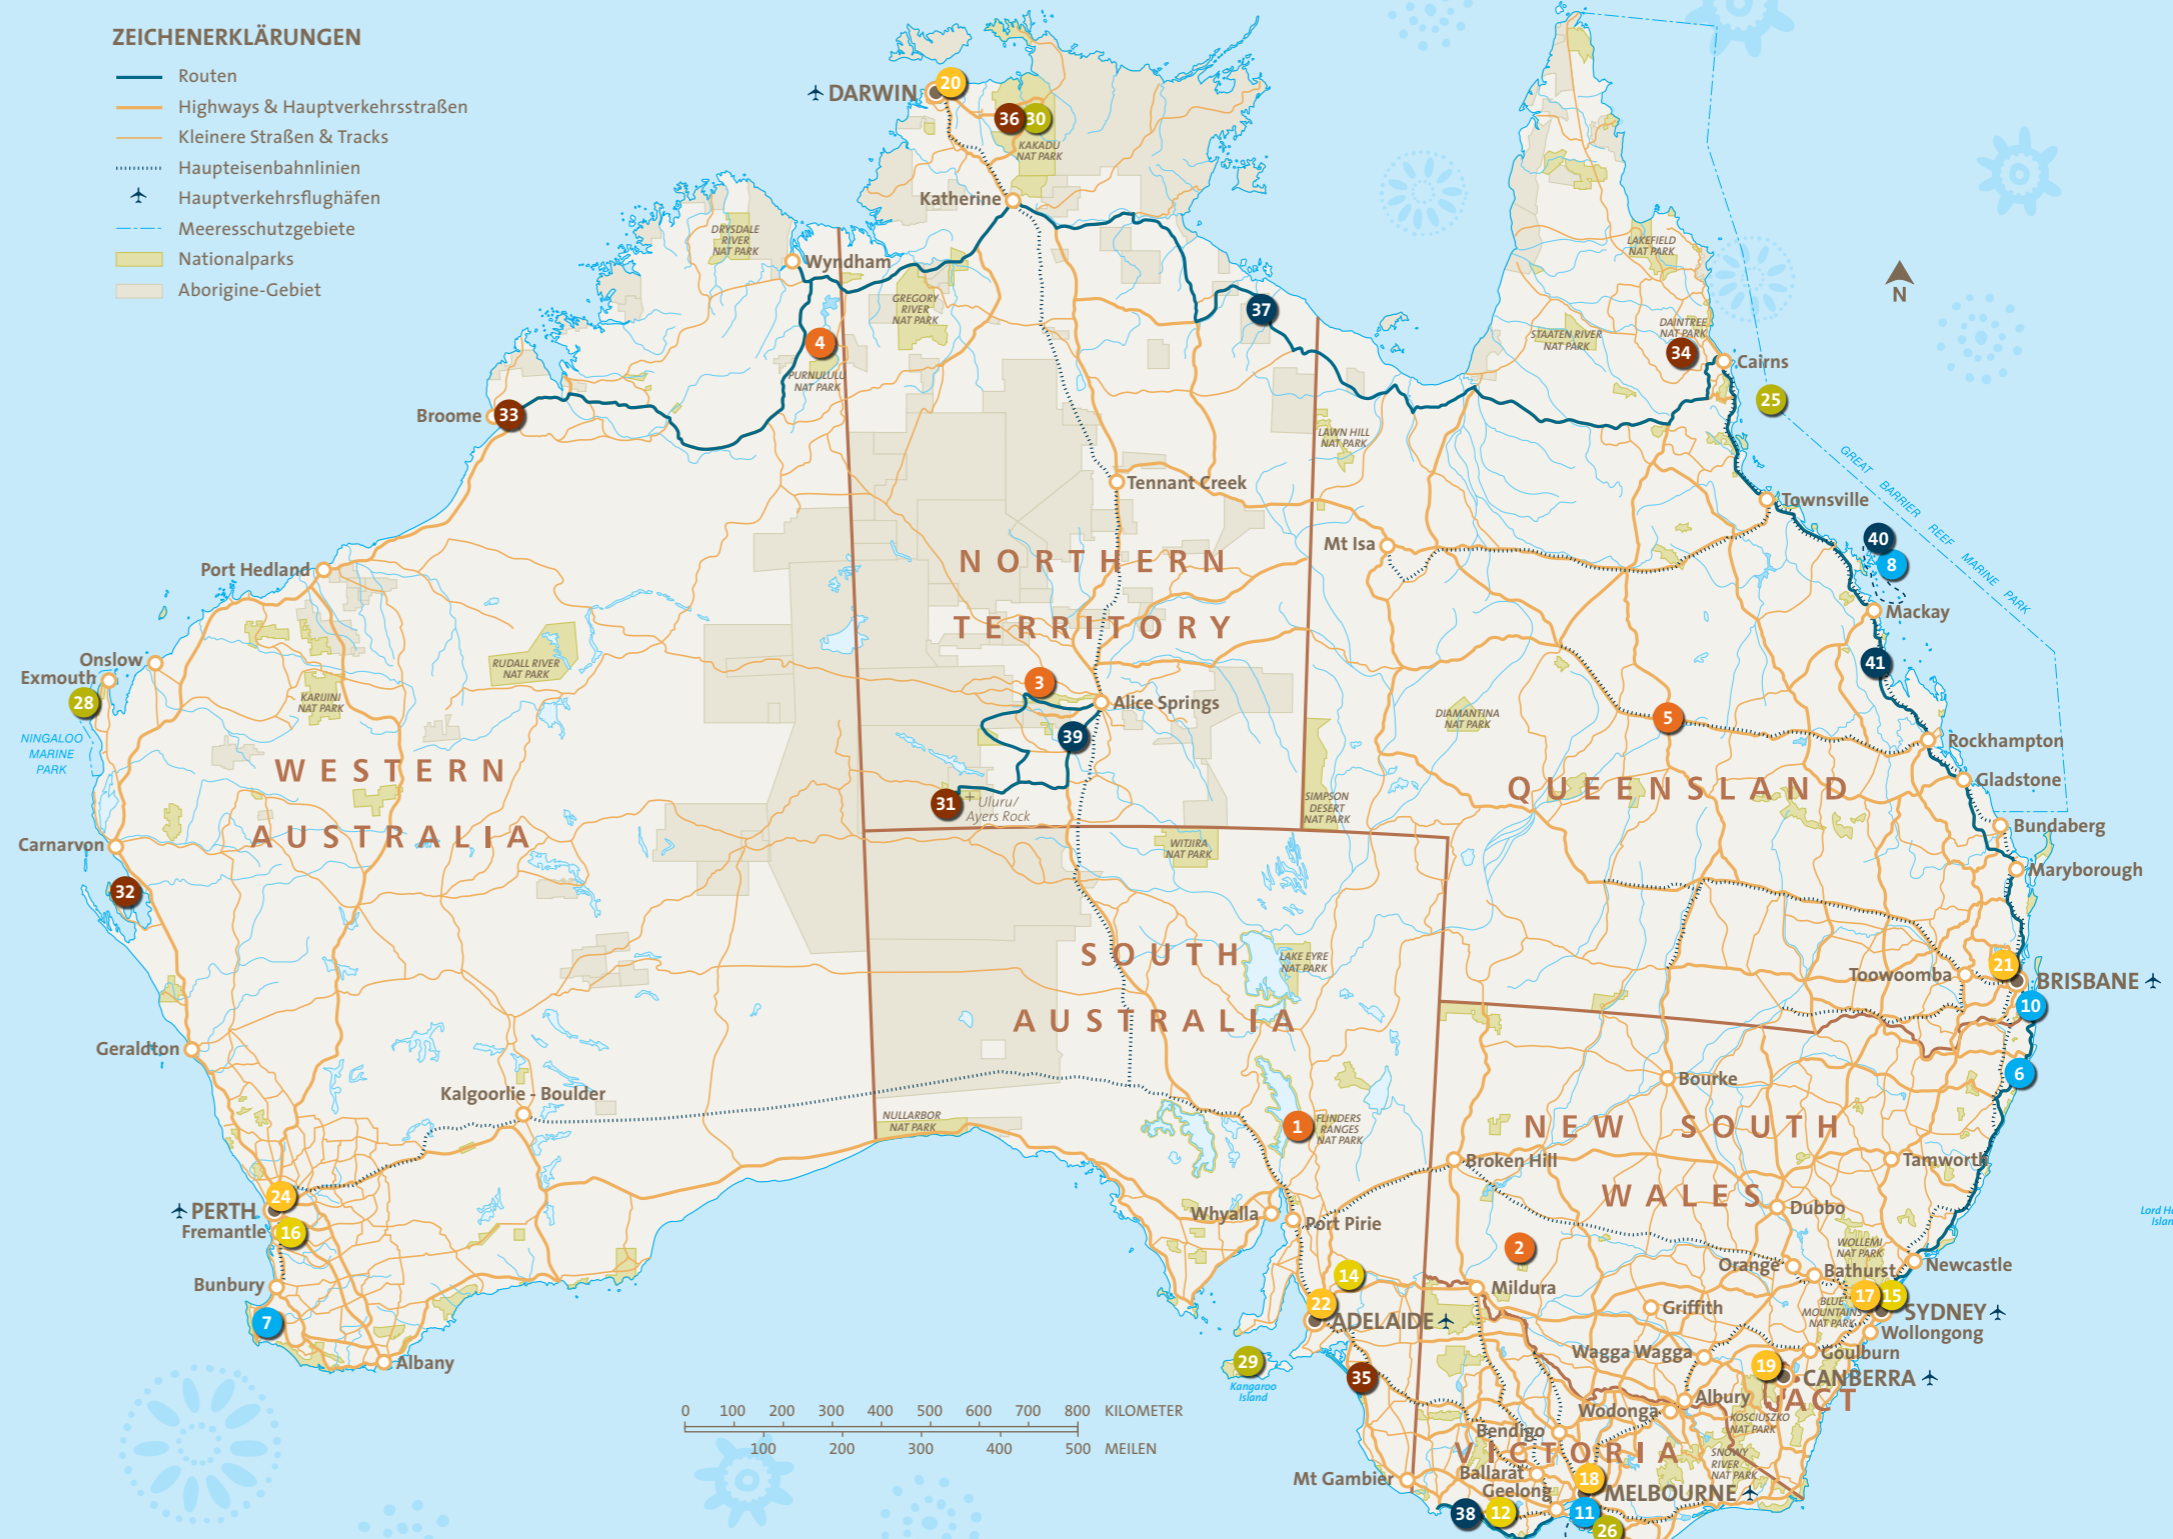 ZEICHENERKLÄRUNGEN
Routen
Highways & Hauptverkehrsstraßen
Kleinere Straßen & Tracks
Haupteisenbahnlinien
Hauptverkehrsflughäfen
Meeresschutzgebiete
Nationalparks
Aborigine-Gebiet
DARWIN
20
36
30
KAKADU
NAT PARK
Katherine
DRYSDALE
RIVER
NAT PARK
Wyndham
GREGORY
RIVER
NAT PARK
37
4
PURNULULU
NAT PARK
Broome
33
LAKEFIELD
NAT PARK
N
STAATEN RIVER
NAT PARK
DAINTREE
NAT PARK
34
Cairns
25
LAWN HILL
NAT PARK
GREAT BARRIER REEF MARINE PARK
Tennant Creek
Townsville
Mt Isa
40
8
NORTHERN
TERRITORY
Port Hedland
Mackay
41
Onslow
Exmouth
28
NINGALOO
MARINE
PARK
RUDALL RIVER
NAT PARK
KARIJINI
NAT PARK
3
Alice Springs
39
DIAMANTINA
NAT PARK
5
Rockhampton
Gladstone
WESTERN
AUSTRALIA
31
Uluru/
Ayers Rock
SIMPSON
DESERT
NAT PARK
QUEENSLAND
Bundaberg
Maryborough
Carnarvon
32
WITJIRA
NAT PARK
SOUTH
AUSTRALIA
LAKE EYRE
NAT PARK
21
Toowoomba
BRISBANE
10
6
Geraldton
Kalgoorlie - Boulder
NULLARBOR
NAT PARK
1
FLINDERS
RANGES
NAT PARK
Bourke
NEW SOUTH
WALES
Broken Hill
Tamworth
Dubbo
24
PERTH
Fremantle
16
Bunbury
7
Albany
Whyalla
Port Pirie
2
14
22
ADELAIDE
Mildura
WOLLEMI
NAT PARK
Orange
Bathurst
Newcastle
Griffith
BLUE
MOUNTAINS
NAT PARK
17
15
SYDNEY
Wollongong
29
Kangaroo
Island
35
Wagga Wagga
Goulburn
19
CANBERRA
ACT
Albury
Wodonga
KOSCIUSZKO
NAT PARK
0 100 200 300 400 500 600 700 800 KILOMETER
100 200 300 400 500 MEILEN
Bendigo
VICTORIA
SNOWY
RIVER
NAT PARK
Mt Gambier
Ballarat
Geelong
18
MELBOURNE
38
12
11
26